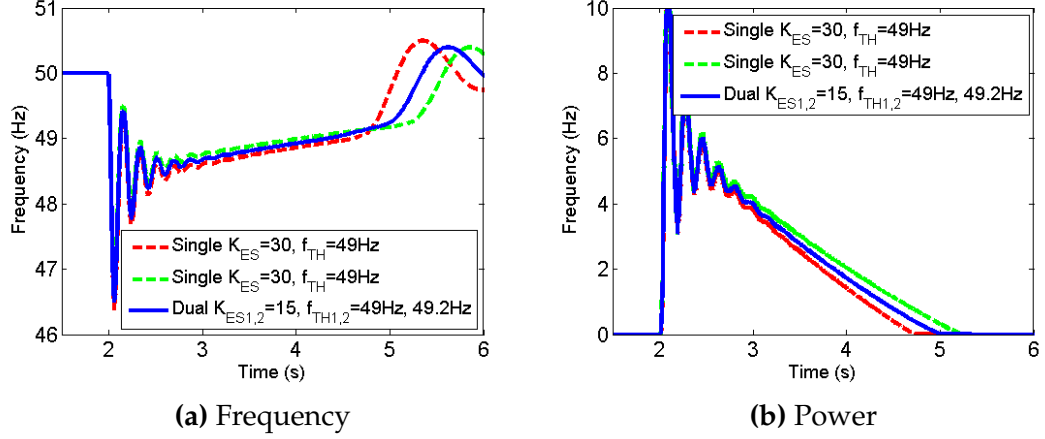 50
49
48
47
46
Frequency (Hz)
2
3
4
5
6
Time (s)
Single K_ES=30, f_TH=49Hz
Single K_ES=30, f_TH=49Hz
Dual K_ES1,2=15, f_TH1,2=49Hz, 49.2Hz
(a) Frequency
10
8
6
4
2
0
Frequency (Hz)
2
3
4
5
6
Time (s)
Single K_ES=30, f_TH=49Hz
Single K_ES=30, f_TH=49Hz
Dual K_ES1,2=15, f_TH1,2=49Hz, 49.2Hz
(b) Power